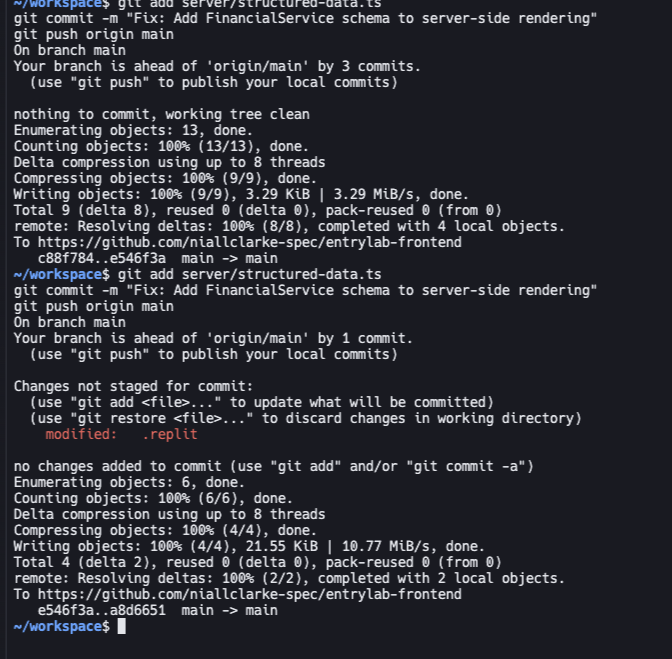 ~/workspace$ git add server/structured-data.ts
git commit -m "Fix: Add FinancialService schema to server-side rendering"
git push origin main
On branch main
Your branch is ahead of 'origin/main' by 3 commits.
  (use "git push" to publish your local commits)

nothing to commit, working tree clean
Enumerating objects: 13, done.
Counting objects: 100% (13/13), done.
Delta compression using up to 8 threads
Compressing objects: 100% (9/9), done.
Writing objects: 100% (9/9), 3.29 KiB | 3.29 MiB/s, done.
Total 9 (delta 8), reused 0 (delta 0), pack-reused 0 (from 0)
remote: Resolving deltas: 100% (8/8), completed with 4 local objects.
To https://github.com/niallclarke-spec/entrylab-frontend
   c88f784..e546f3a  main -> main
~/workspace$ git add server/structured-data.ts
git commit -m "Fix: Add FinancialService schema to server-side rendering"
git push origin main
On branch main
Your branch is ahead of 'origin/main' by 1 commit.
  (use "git push" to publish your local commits)

Changes not staged for commit:
  (use "git add <file>..." to update what will be committed)
  (use "git restore <file>..." to discard changes in working directory)
    modified:   .replit

no changes added to commit (use "git add" and/or "git commit -a")
Enumerating objects: 6, done.
Counting objects: 100% (6/6), done.
Delta compression using up to 8 threads
Compressing objects: 100% (4/4), done.
Writing objects: 100% (4/4), 21.55 KiB | 10.77 MiB/s, done.
Total 4 (delta 2), reused 0 (delta 0), pack-reused 0 (from 0)
remote: Resolving deltas: 100% (2/2), completed with 2 local objects.
To https://github.com/niallclarke-spec/entrylab-frontend
   e546f3a..a8d6651  main -> main
~/workspace$